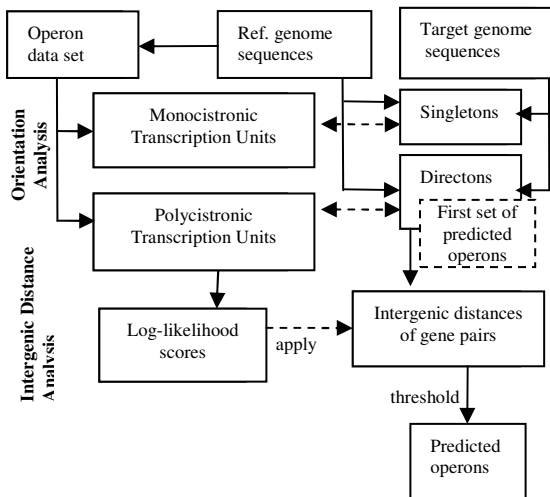 Operon
data set
Ref. genome
sequences
Target genome
sequences
Orientation
Analysis
Monocistronic
Transcription Units
Singletons
Polycistronic
Transcription Units
Directons
First set of
predicted
operons
Intergenic Distance
Analysis
Log-likelihood
scores
apply
Intergenic distances
of gene pairs
threshold
Predicted
operons